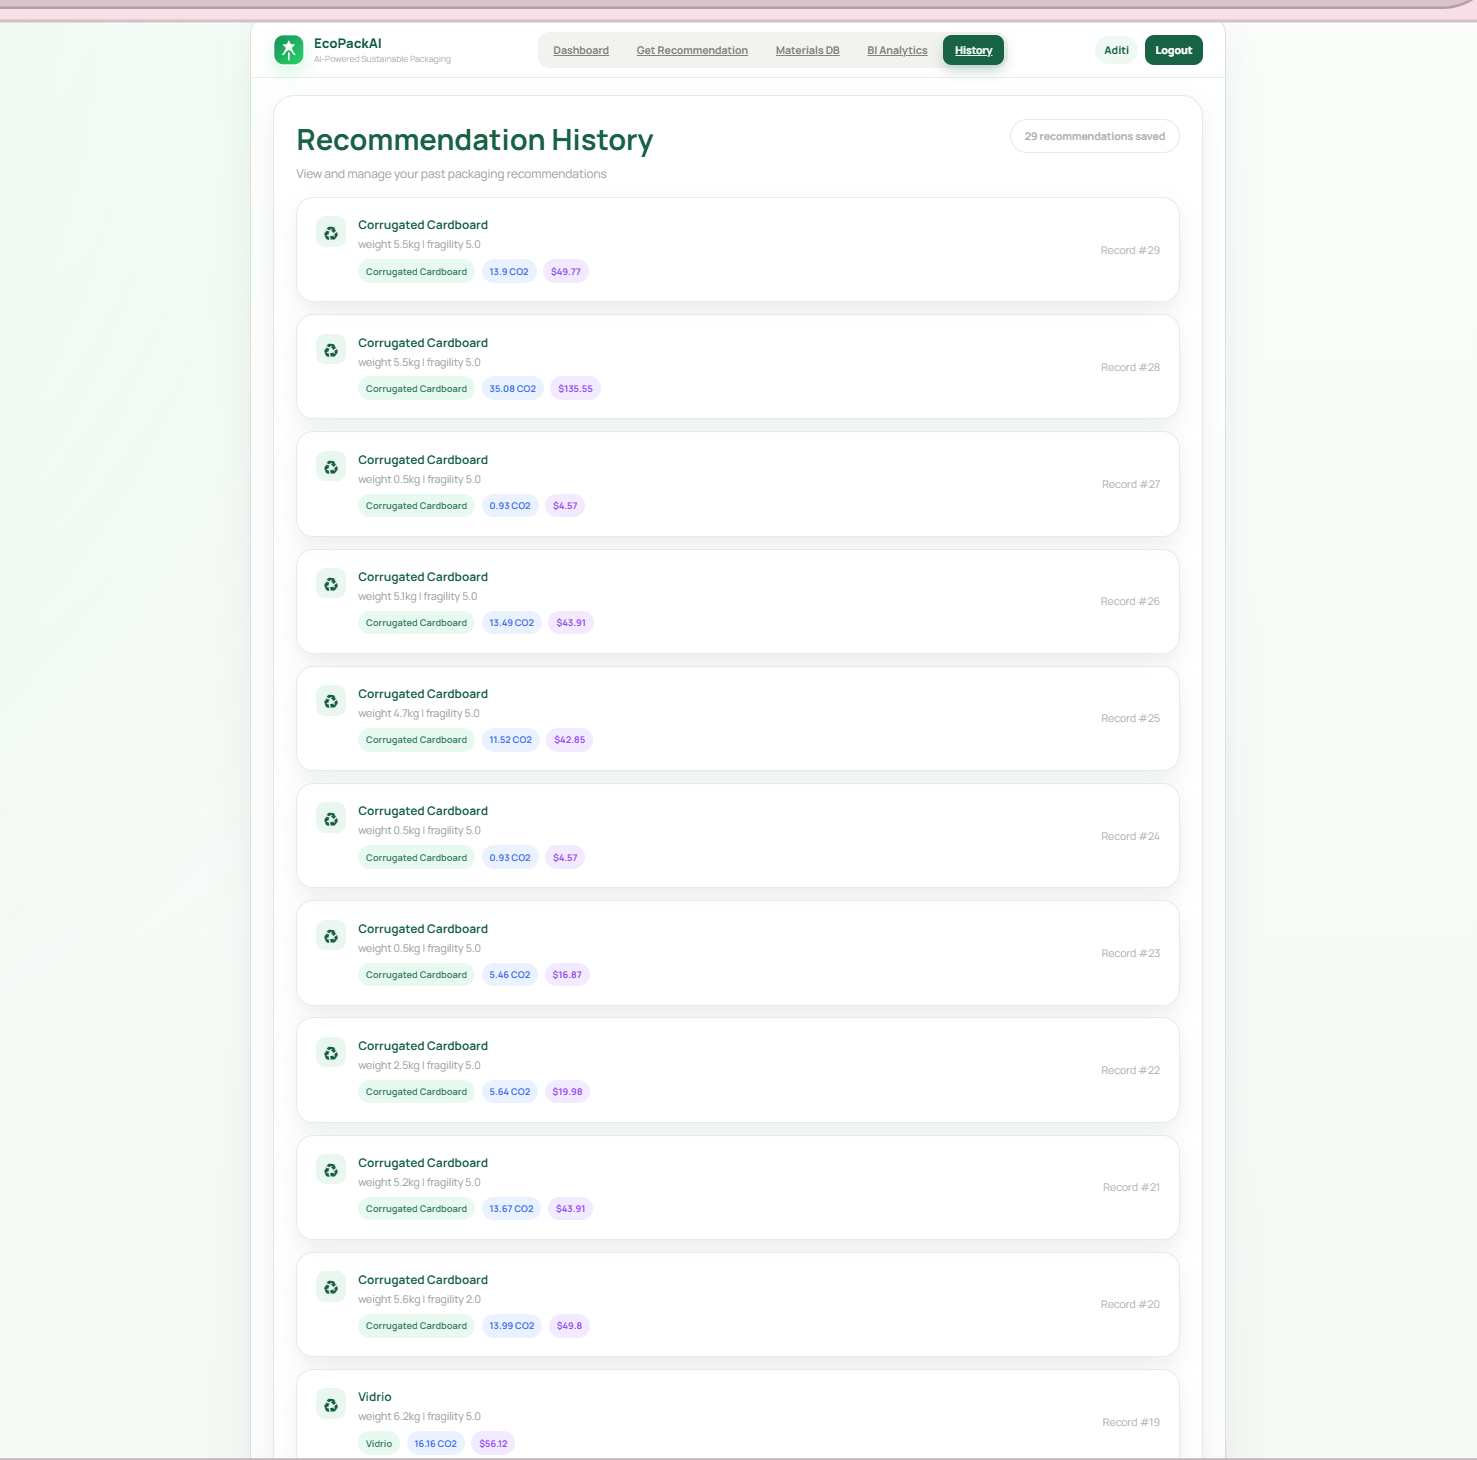 EcoPackAI
AI-Powered Sustainable Packaging
Dashboard
Get Recommendation
Materials DB
BI Analytics
History
Aditi
Logout
Recommendation History
29 recommendations saved
View and manage your past packaging recommendations
Corrugated Cardboard
weight 5.5kg | fragility 5.0
Corrugated Cardboard 13.9 CO2 $49.77
Record #29
Corrugated Cardboard
weight 5.5kg | fragility 5.0
Corrugated Cardboard 35.08 CO2 $135.55
Record #28
Corrugated Cardboard
weight 0.5kg | fragility 5.0
Corrugated Cardboard 0.93 CO2 $4.57
Record #27
Corrugated Cardboard
weight 5.1kg | fragility 5.0
Corrugated Cardboard 13.49 CO2 $43.91
Record #26
Corrugated Cardboard
weight 4.7kg | fragility 5.0
Corrugated Cardboard 11.52 CO2 $42.85
Record #25
Corrugated Cardboard
weight 0.5kg | fragility 5.0
Corrugated Cardboard 0.93 CO2 $4.57
Record #24
Corrugated Cardboard
weight 0.5kg | fragility 5.0
Corrugated Cardboard 5.46 CO2 $16.87
Record #23
Corrugated Cardboard
weight 2.5kg | fragility 5.0
Corrugated Cardboard 5.64 CO2 $19.98
Record #22
Corrugated Cardboard
weight 5.2kg | fragility 5.0
Corrugated Cardboard 13.67 CO2 $43.91
Record #21
Corrugated Cardboard
weight 5.6kg | fragility 2.0
Corrugated Cardboard 13.99 CO2 $49.8
Record #20
Vidrio
weight 6.2kg | fragility 5.0
Vidrio 16.16 CO2 $56.12
Record #19